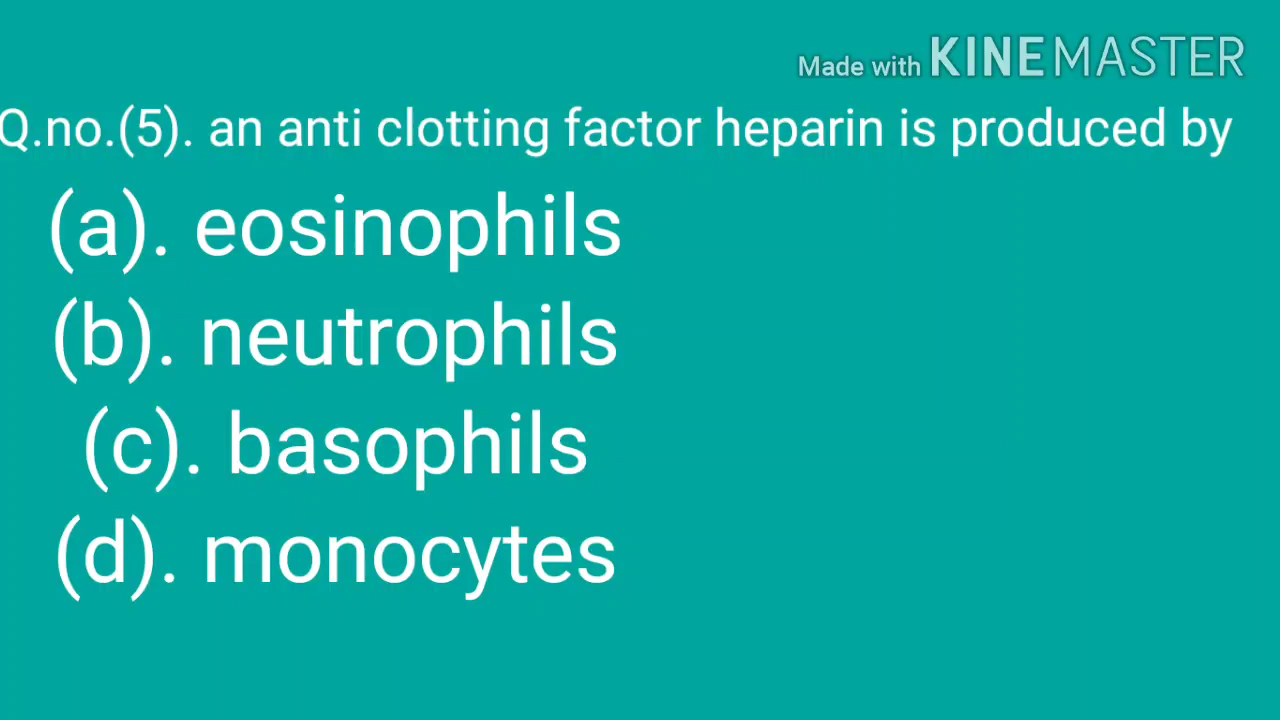 Made with KINEMASTER
Q.no.(5). an anti clotting factor heparin is produced by
(a). eosinophils
(b). neutrophils
(c). basophils
(d). monocytes